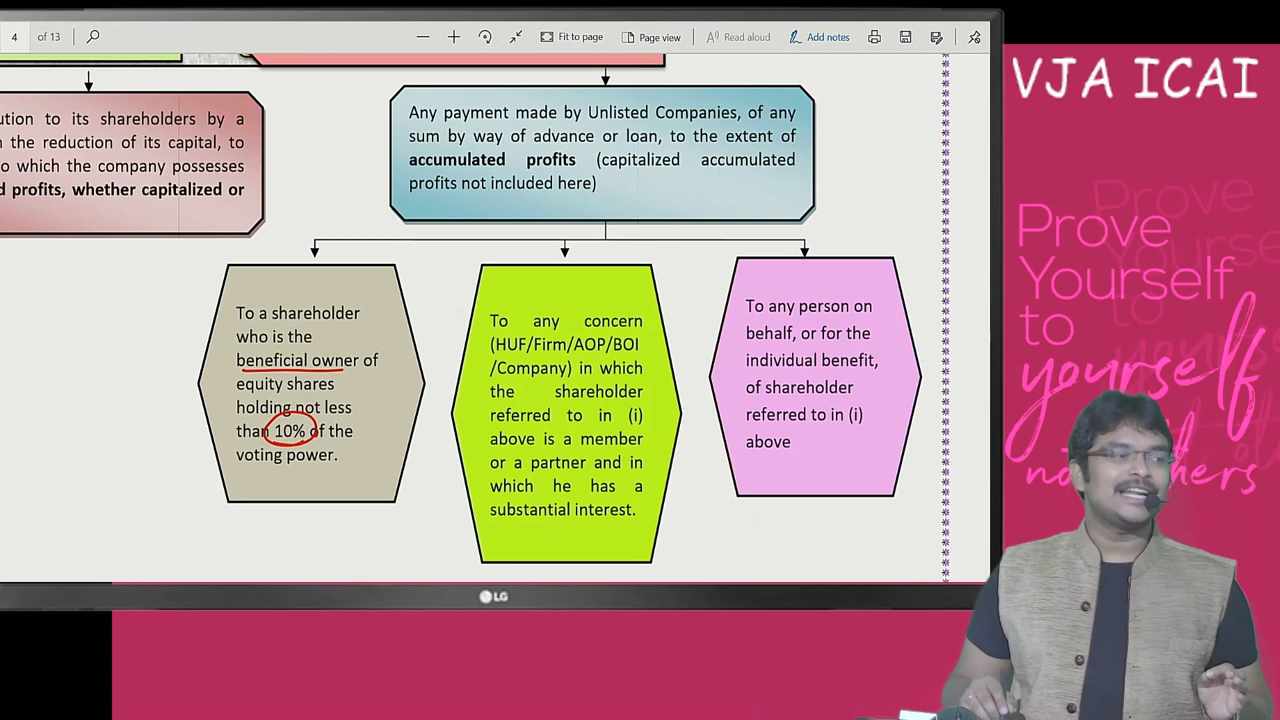 4 of 13
Fit to page
Page view
Read aloud
Add notes
ution to its shareholders by a
n the reduction of its capital, to
o which the company possesses
d profits, whether capitalized or
Any payment made by Unlisted Companies, of any
sum by way of advance or loan, to the extent of
accumulated profits (capitalized accumulated
profits not included here)
To a shareholder
who is the
beneficial owner of
equity shares
holding not less
than 10% of the
voting power.
To any concern
(HUF/Firm/AOP/BOI
/Company) in which
the shareholder
referred to in (i)
above is a member
or a partner and in
which he has a
substantial interest.
To any person on
behalf, or for the
individual benefit,
of shareholder
referred to in (i)
above
LG
VJA ICAI
Prove
Yourself
to
yourself